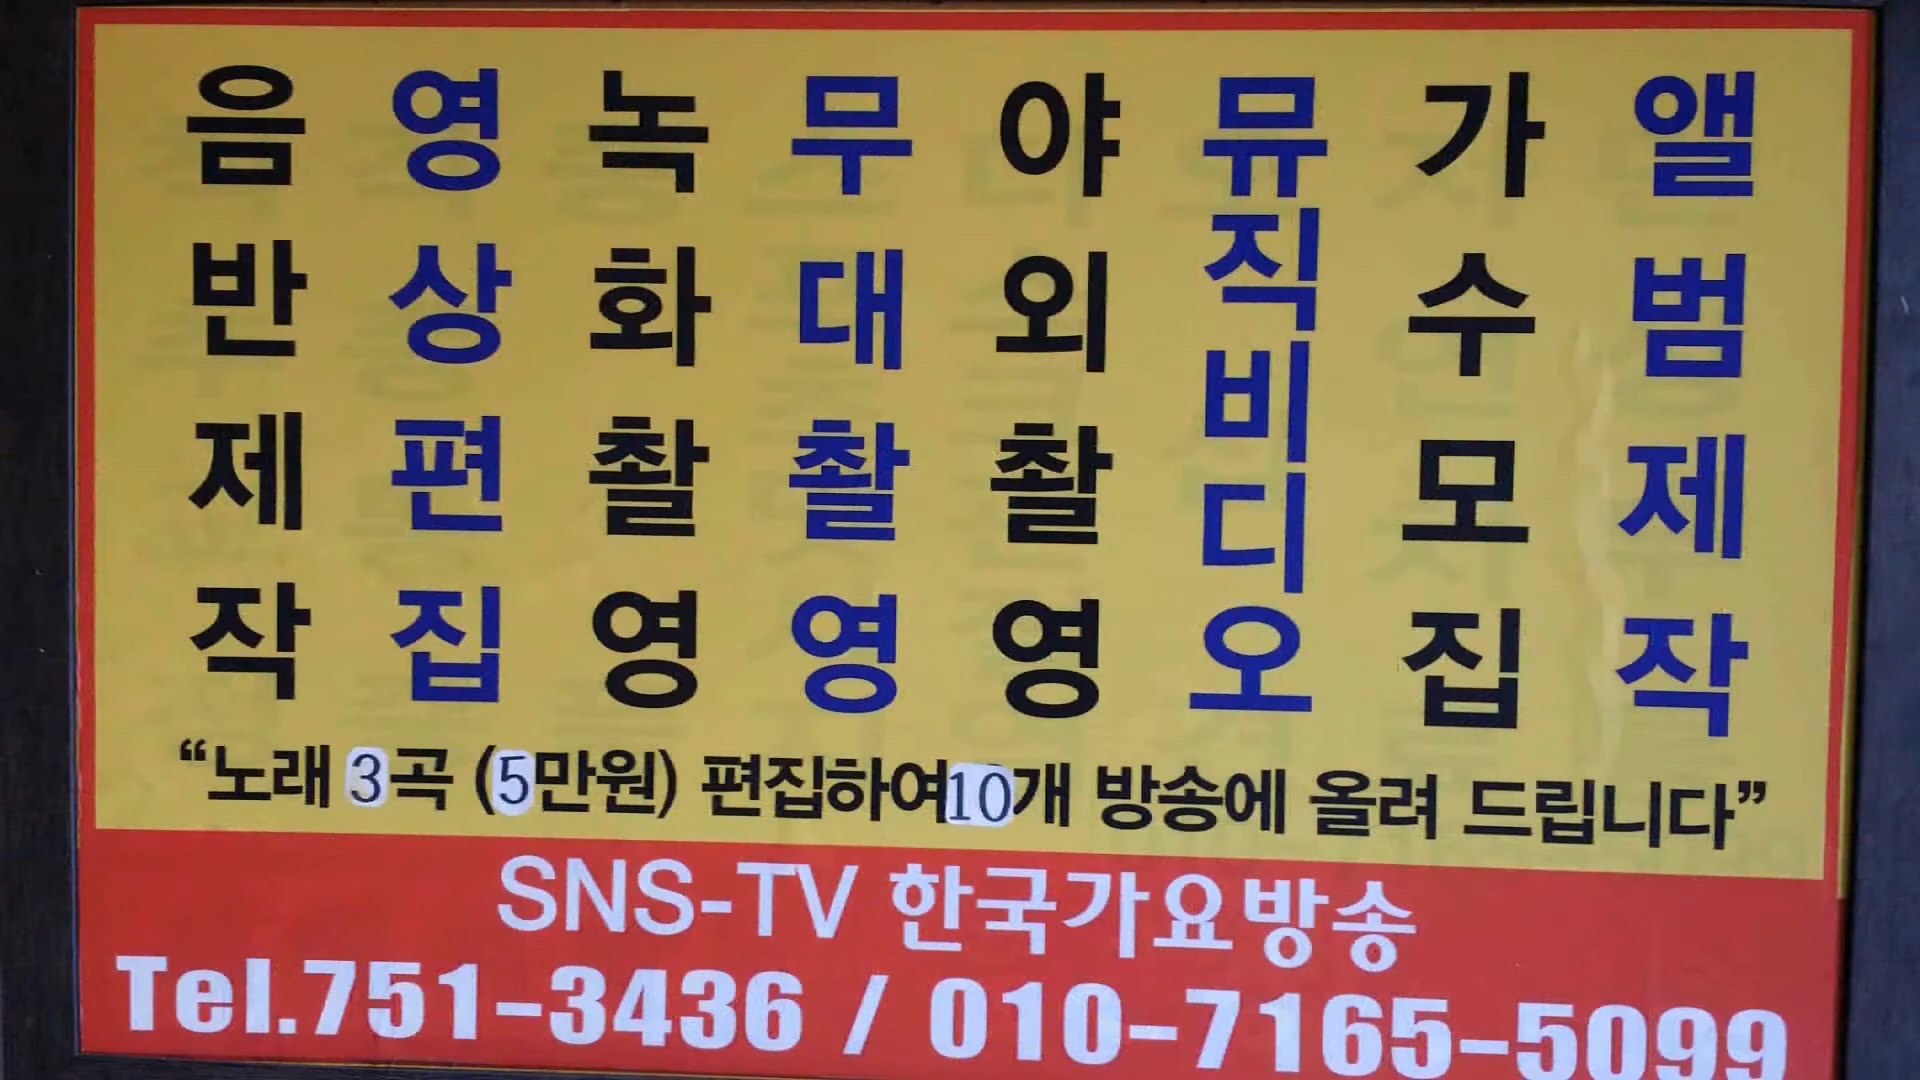 음반제작
영상편집
녹화촬영
무대촬영
야외촬영
뮤직비디오
가수모집
앨범제작
“노래 3곡 (5만원) 편집하여10개 방송에 올려 드립니다”
SNS-TV 한국가요방송
Tel.751-3436 / 010-7165-5099